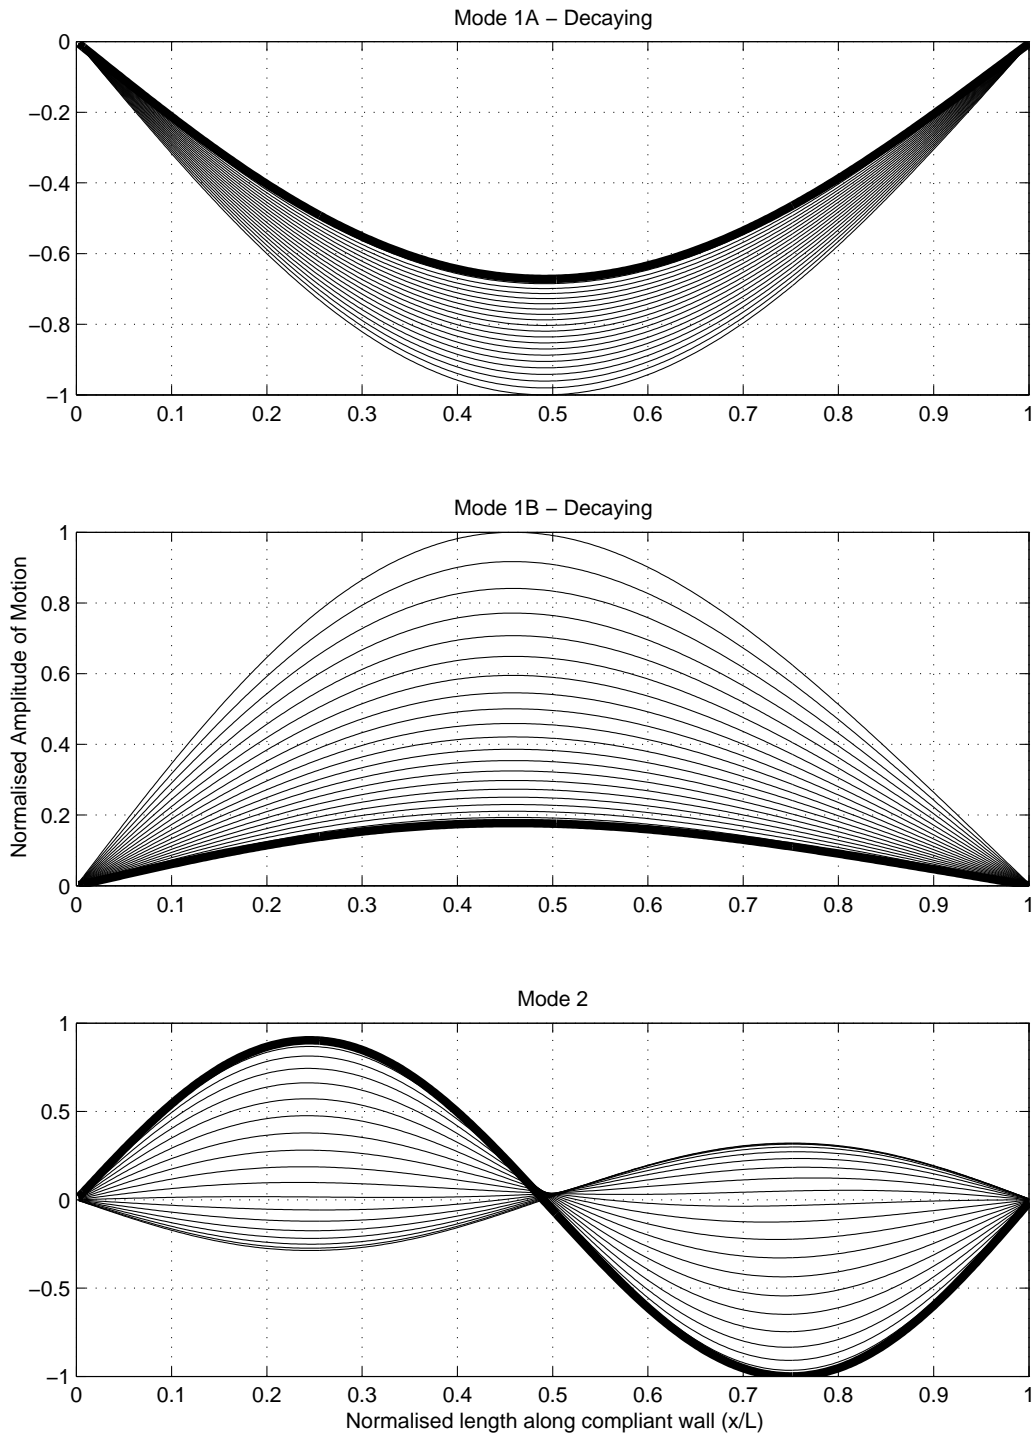 Mode 1A − Decaying
0
−0.2
−0.4
−0.6
−0.8
−1
0 0.1 0.2 0.3 0.4 0.5 0.6 0.7 0.8 0.9 1
Mode 1B − Decaying
Normalised Amplitude of Motion
1
0.8
0.6
0.4
0.2
0
0 0.1 0.2 0.3 0.4 0.5 0.6 0.7 0.8 0.9 1
Mode 2
1
0.5
0
−0.5
−1
0 0.1 0.2 0.3 0.4 0.5 0.6 0.7 0.8 0.9 1
Normalised length along compliant wall (x/L)